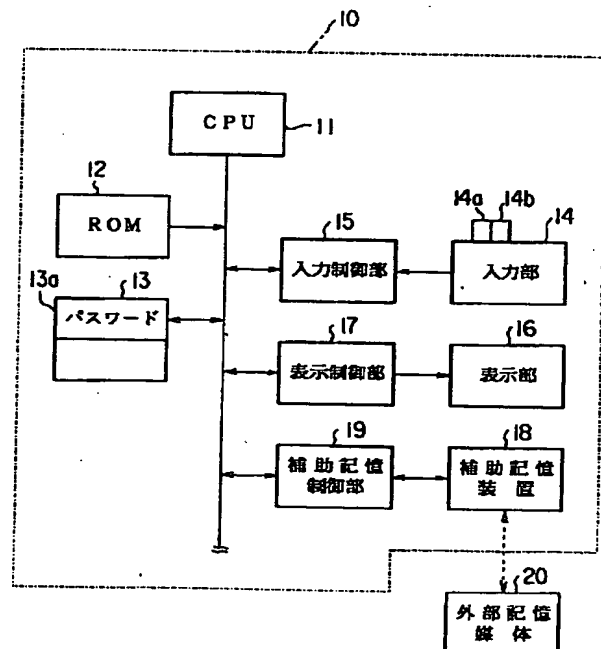 10
CPU
11
12
ROM
13a
13
パスワード
15
入力制御部
14a
14b
14
入力部
17
表示制御部
16
表示部
19
補助記憶
制御部
18
補助記憶
装置
20
外部記憶
媒体